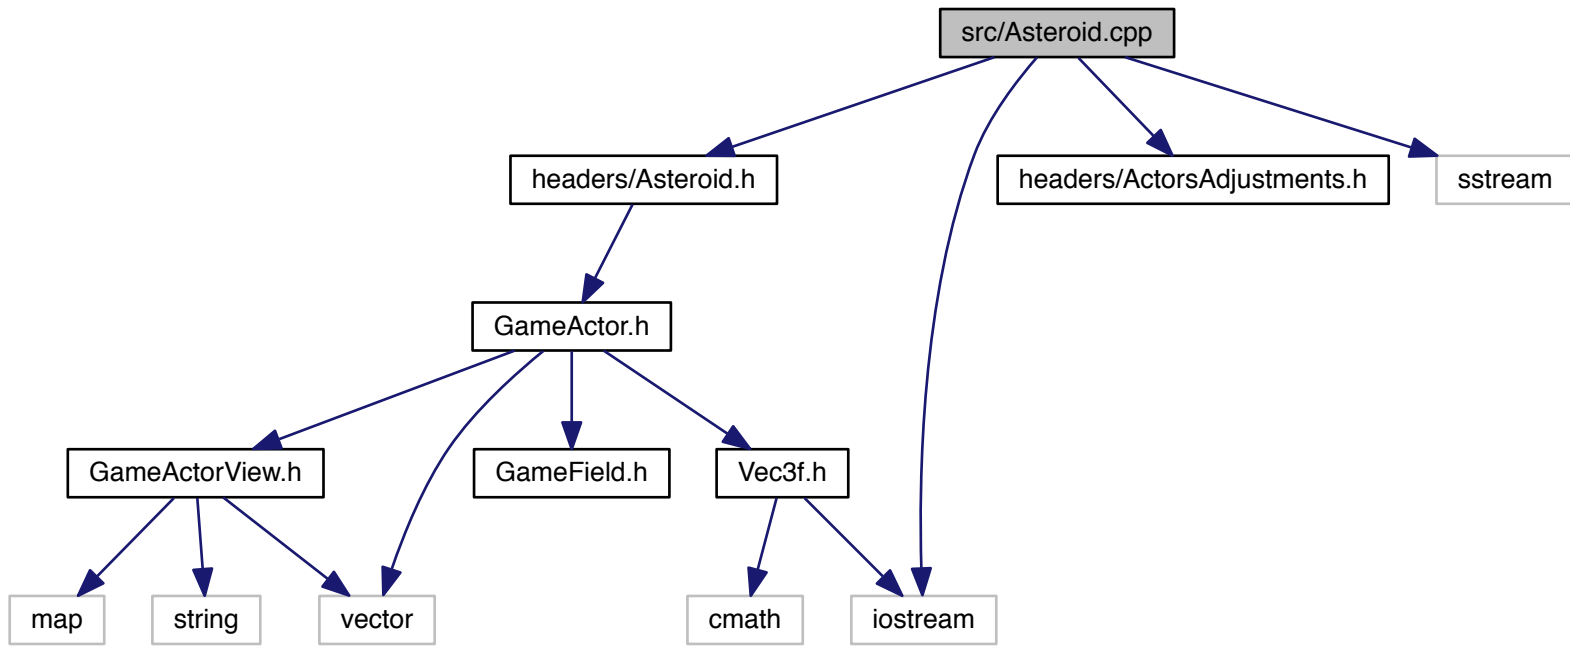 src/Asteroid.cpp
headers/Asteroid.h
headers/ActorsAdjustments.h
sstream
GameActor.h
GameActorView.h
GameField.h
Vec3f.h
map
string
vector
cmath
iostream